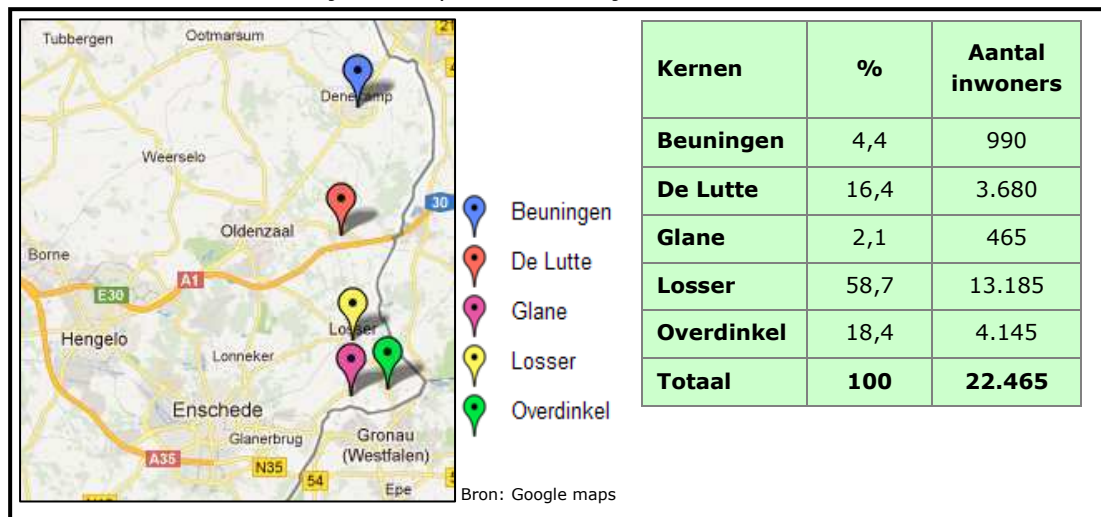 Tubbergen
Ootmarsum
21
Denekamp
Weerselo
30
Oldenzaal
Borne
A1
E30
Hengelo
Losser
Lonneker
Enschede
Glanerbrug
Gronau
(Westfalen)
A35
N35
54
Epe
Beuningen
De Lutte
Glane
Losser
Overdinkel
Bron: Google maps
Kernen % Aantal inwoners
Beuningen 4,4 990
De Lutte 16,4 3.680
Glane 2,1 465
Losser 58,7 13.185
Overdinkel 18,4 4.145
Totaal 100 22.465